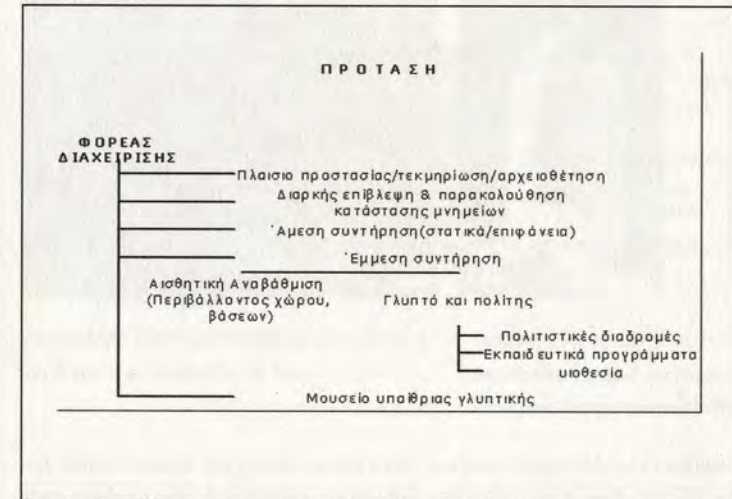 ΠΡΟΤΑΣΗ
ΦΟΡΕΑΣ
ΔΙΑΧΕΙΡΙΣΗΣ
Πλαισιο προστασίας/τεκμηρίωση/αρχειοθέτηση
Διαρκής επίβλεψη & παρακολούθηση
κατάστασης μνημείων
Άμεση συντήρηση(στατικά/επιφάνεια)
Έμμεση συντήρηση
Αισθητική Αναβάθμιση
(Περιβάλλοντος χώρου,
βάσεων)
Γλυπτό και πολίτης
Πολιτιστικές διαδρομές
Εκπαιδευτικά προγράμματα
υιοθεσία
Μουσείο υπαίθριας γλυπτικής